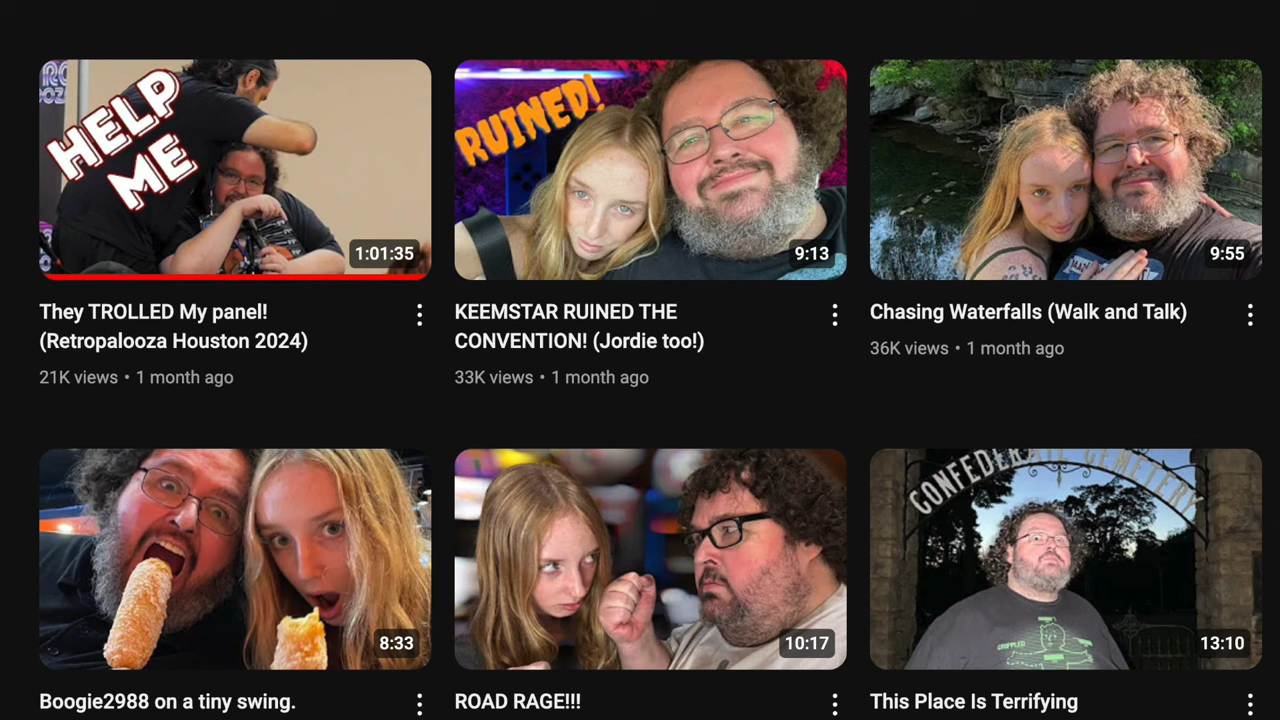 HELP
ME
1:01:35
RUINED!
9:13
9:55
They TROLLED My panel!
(Retropalooza Houston 2024)
21K views • 1 month ago
KEEMSTAR RUINED THE
CONVENTION! (Jordie too!)
33K views • 1 month ago
Chasing Waterfalls (Walk and Talk)
36K views • 1 month ago
8:33
10:17
CONFEDERATE CEMETERY
CRIPPLED
13:10
Boogie2988 on a tiny swing.
ROAD RAGE!!!
This Place Is Terrifying